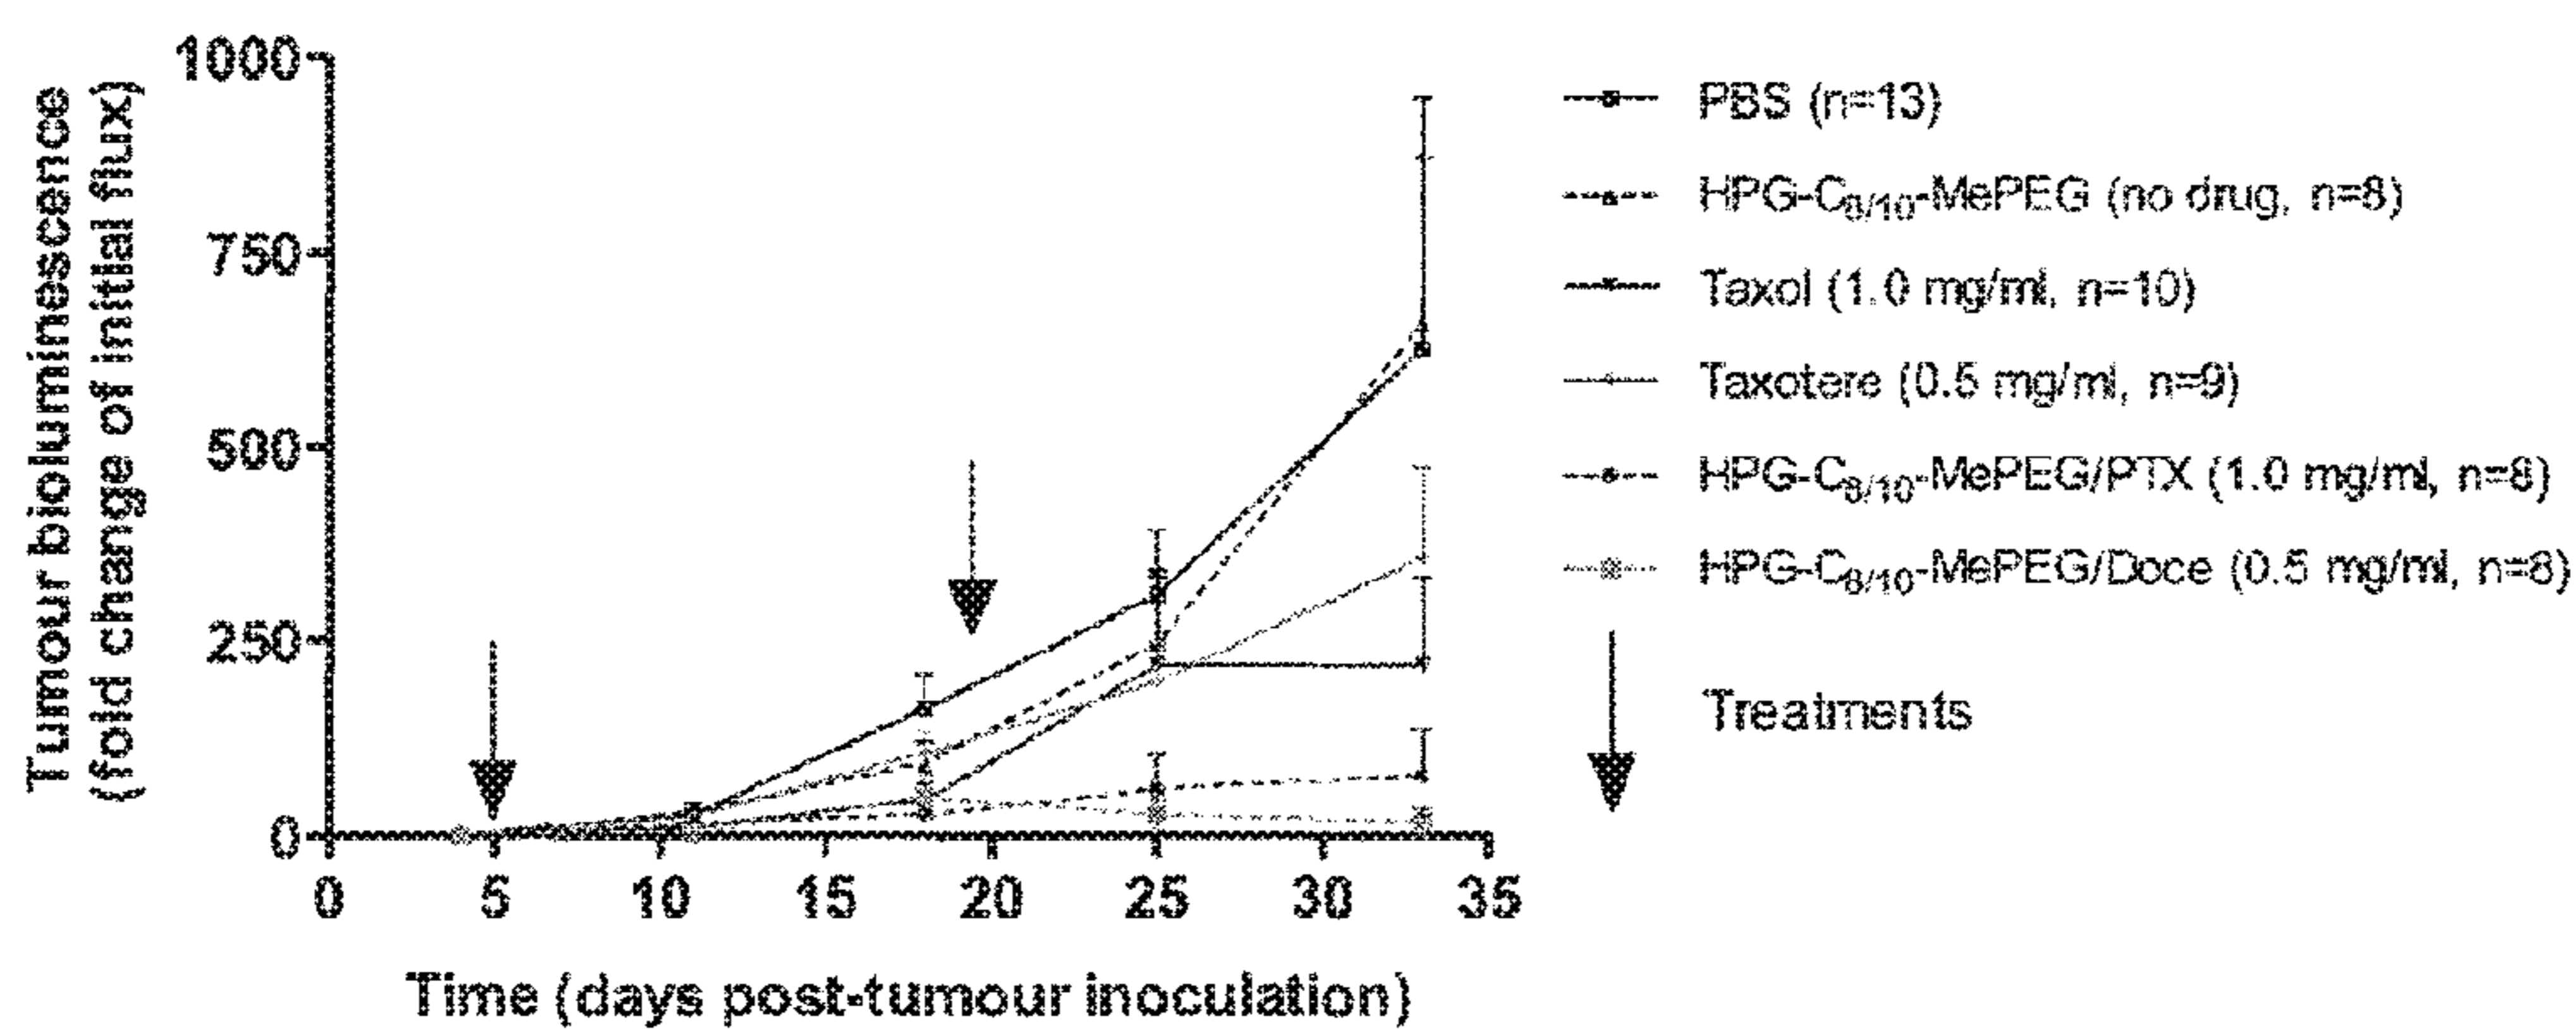 Tumour bioluminescence
(fold change of initial flux)
1000
750
500
250
0
0 5 10 15 20 25 30 35
Time (days post-tumour inoculation)
PBS (n=13)
HPG-C8/10-MePEG (no drug, n=8)
Taxol (1.0 mg/ml, n=10)
Taxotere (0.5 mg/ml, n=9)
HPG-C8/10-MePEG/PTX (1.0 mg/ml, n=8)
HPG-C8/10-MePEG/Doce (0.5 mg/ml, n=8)
Treatments